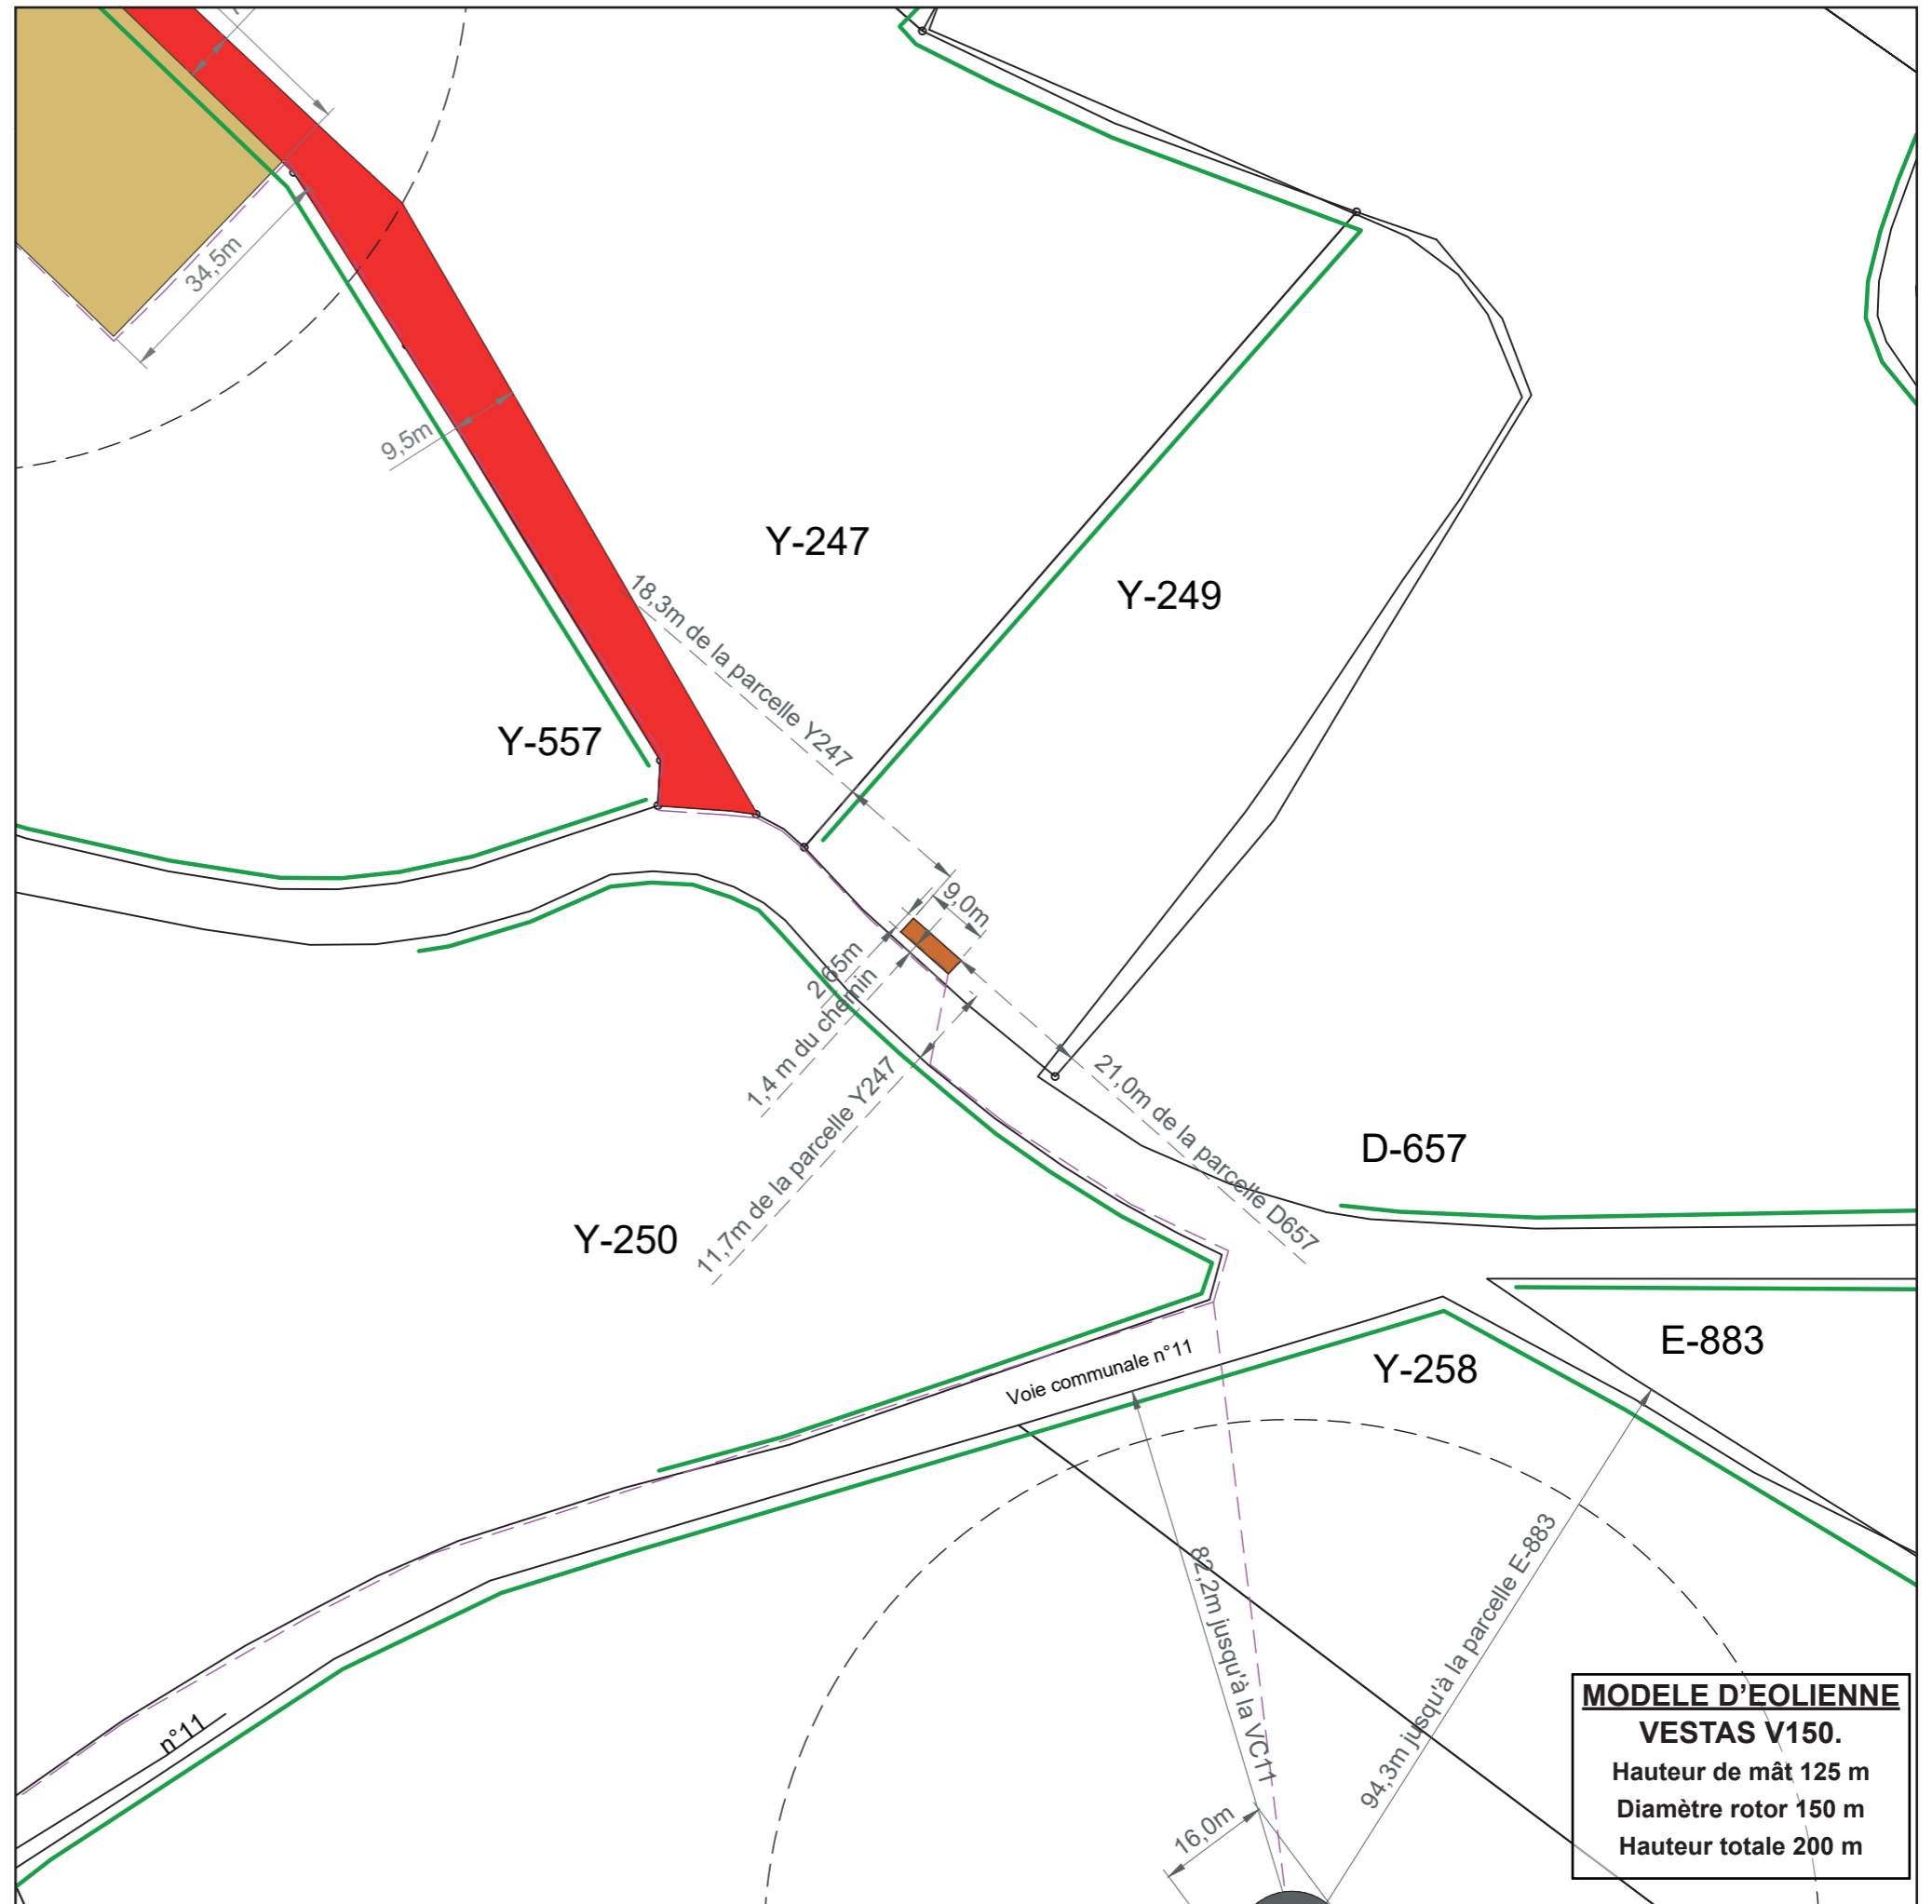 34,5m
9,5m
Y-247
Y-249
18,3m de la parcelle Y247
Y-557
9,0m
2,65m
1,4 m du chemin
11,7m de la parcelle Y247
21,0m de la parcelle D657
D-657
Y-250
E-883
Y-258
Voie communale n°11
n°11
82,2m jusqu'à la VC11
94,3m jusqu'à la parcelle E-883
16,0m
MODELE D’EOLIENNE
VESTAS V150.
Hauteur de mât 125 m
Diamètre rotor 150 m
Hauteur totale 200 m